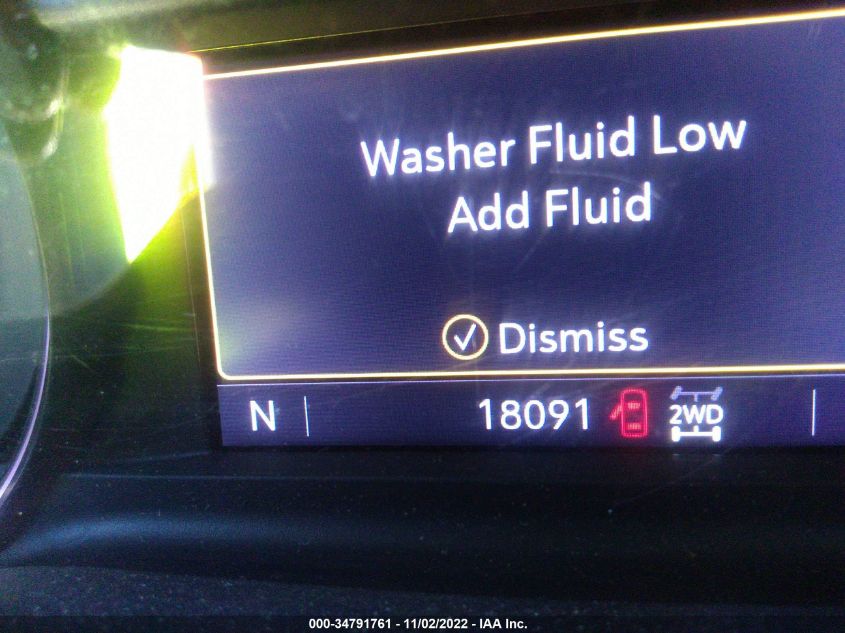 Washer Fluid Low
Add Fluid
Dismiss
N 18091 2WD
000-34791761 - 11/02/2022 - IAA Inc.